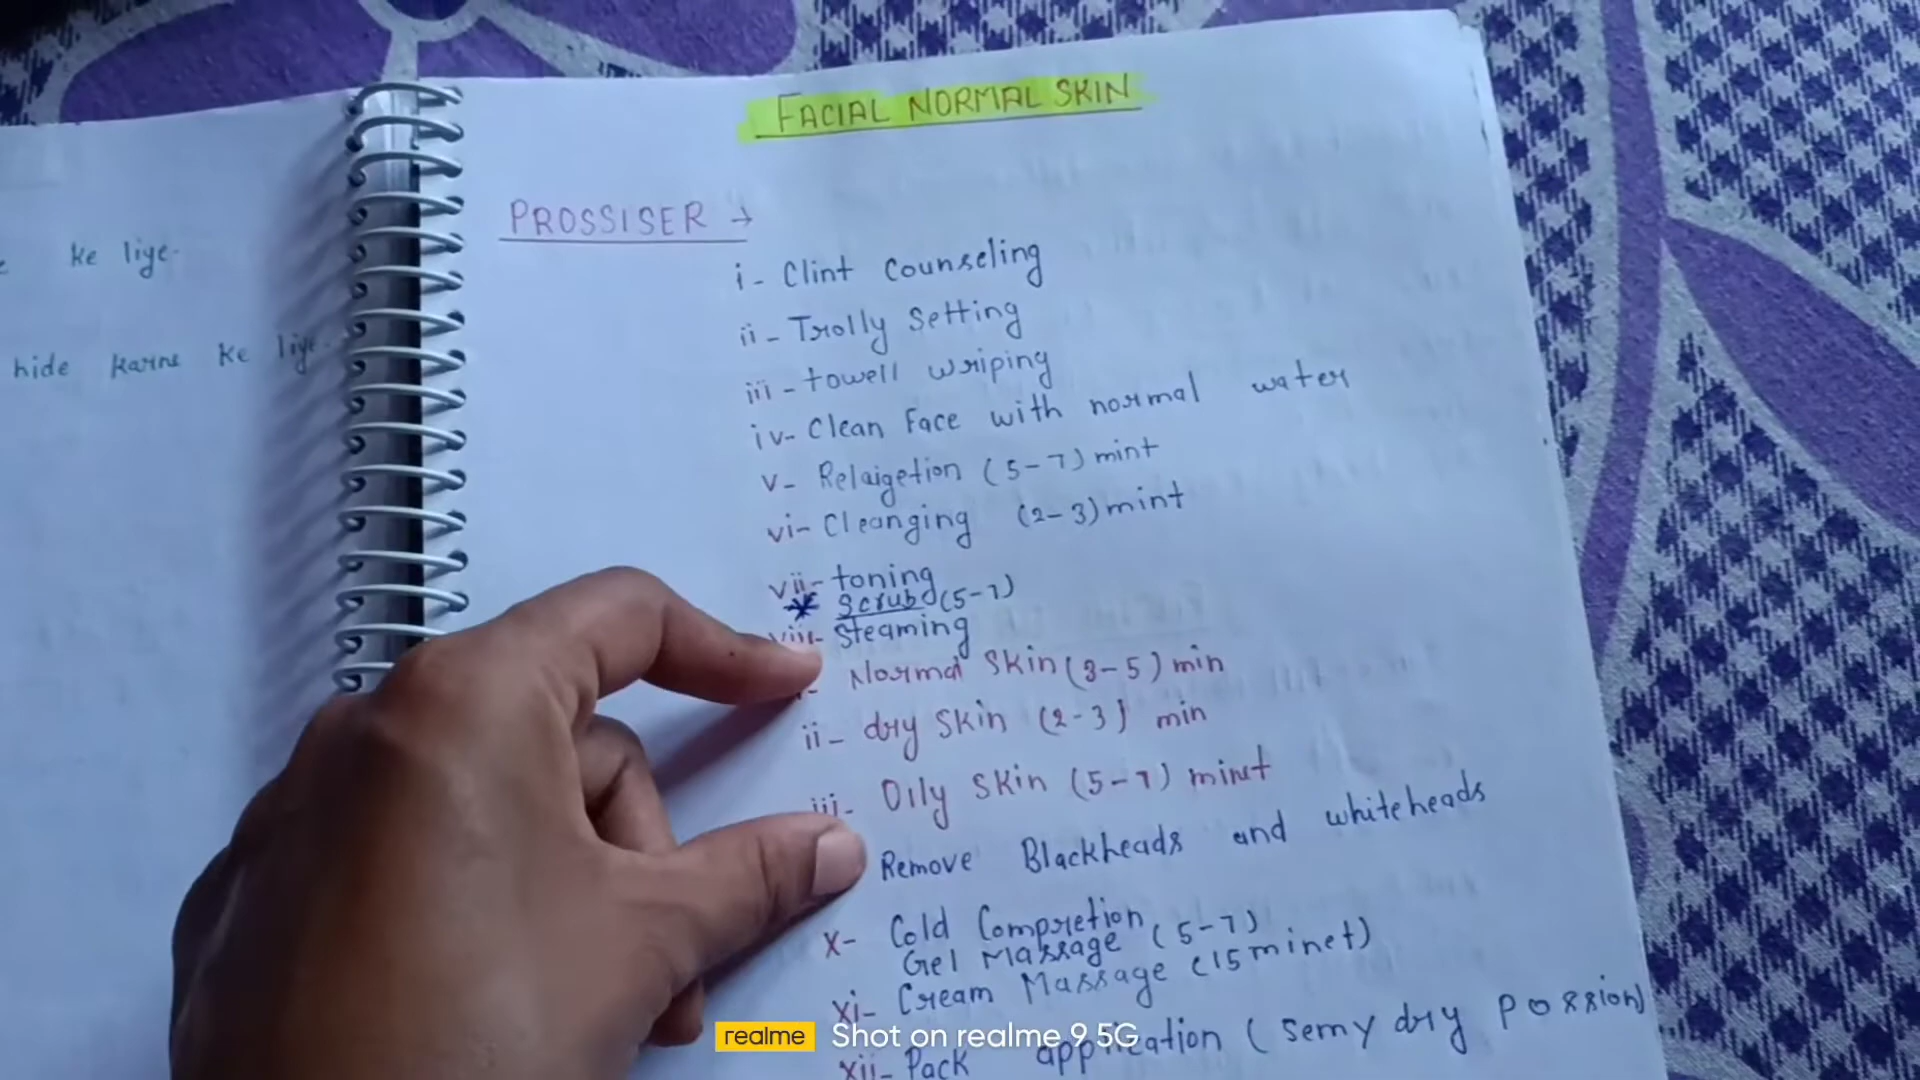 ke liye-
hide karne ke liye-
FACIAL NORMAL SKIN
PROSSISER →
i- Clint Counseling
ii- Trolly Setting
iii- towell wriping
iv- Clean Face with normal water
v- Relaigetion (5-7) mint
vi- Cleanging (2-3) mint
vii- toning
* Scrub (5-7)
viii- Steaming
i- Normal Skin (3-5) min
ii- dry Skin (2-3) min
iii- Oily Skin (5-7) mint
Remove Blackheads and whiteheads
x- Cold Compretion
Gel Massage (5-7)
xi- Cream Massage (15 minet)
xii- Pack application (Semy dry Possion)
realme Shot on realme 9 5G